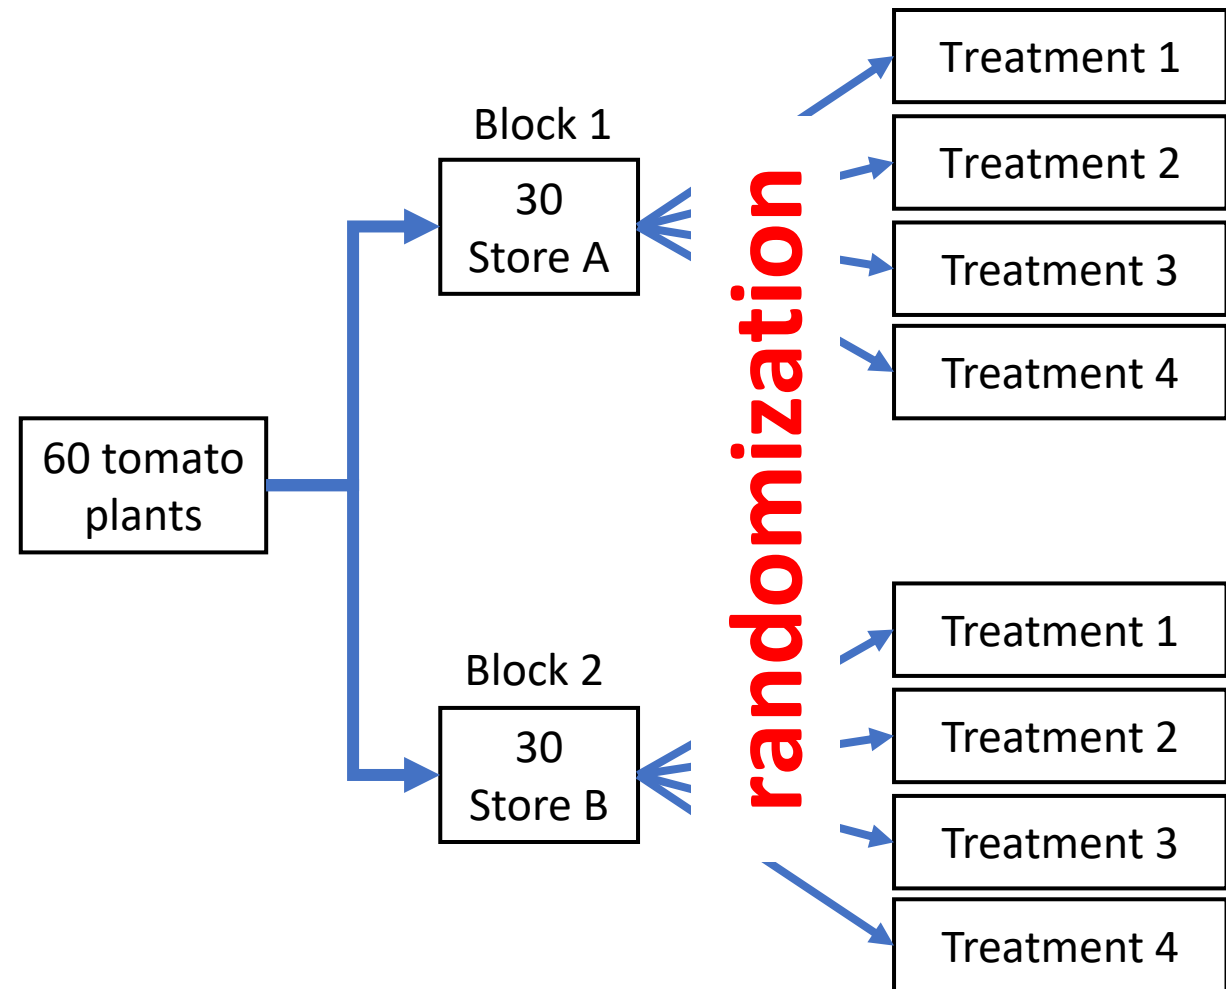 60 tomato
plants
Block 1
30
Store A
Block 2
30
Store B
randomization
Treatment 1
Treatment 2
Treatment 3
Treatment 4
Treatment 1
Treatment 2
Treatment 3
Treatment 4